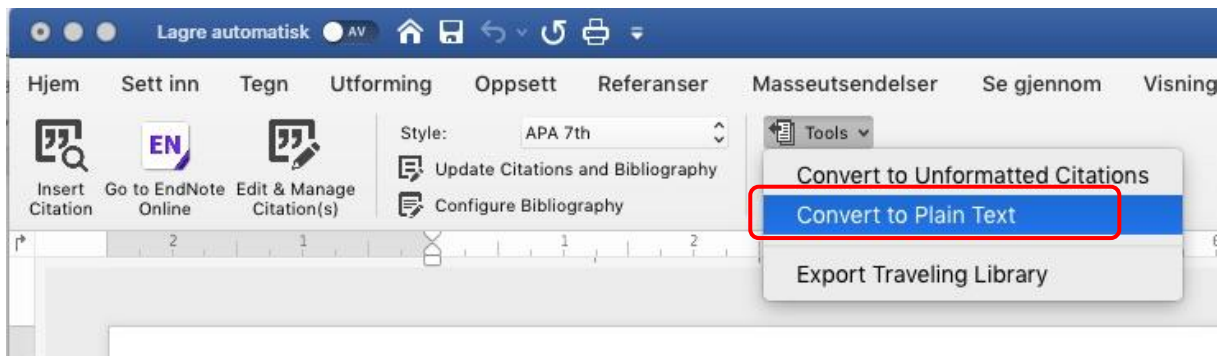 Lagre automatisk AV
Hjem Sett inn Tegn Utforming Oppsett Referanser Masseutsendelser Se gjennom Visning
Insert Citation
EN
Go to EndNote Online
Edit & Manage Citation(s)
Style: APA 7th
Update Citations and Bibliography
Configure Bibliography
Tools
Convert to Unformatted Citations
Convert to Plain Text
Export Traveling Library
2 1 1 2